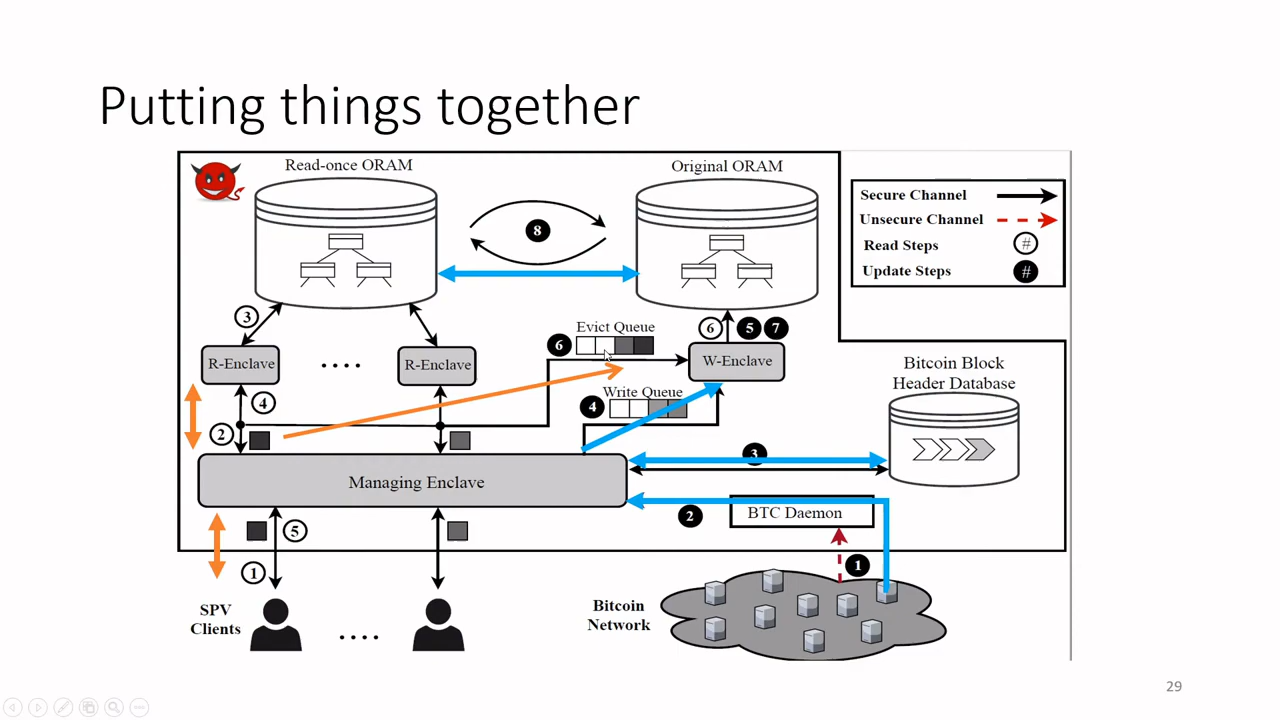 Putting things together
Read-once ORAM
Original ORAM
Secure Channel
Unsecure Channel
Read Steps #
Update Steps #
8
3
Evict Queue
6
6
5
7
R-Enclave
....
R-Enclave
W-Enclave
Bitcoin Block
Header Database
Write Queue
4
4
2
3
Managing Enclave
2
BTC Daemon
5
1
1
SPV
Clients
....
Bitcoin
Network
29